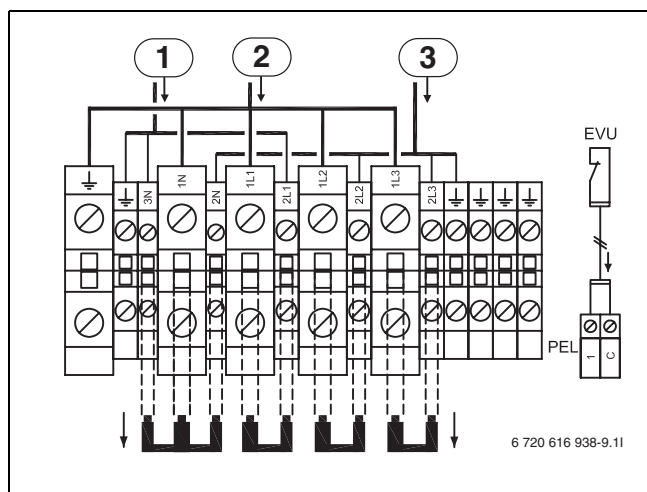 1 2 3
EVU
3N 1N 2N 1L1 2L1 1L2 2L2 1L3 2L3
PEL 1 C
6 720 616 938-9.1I